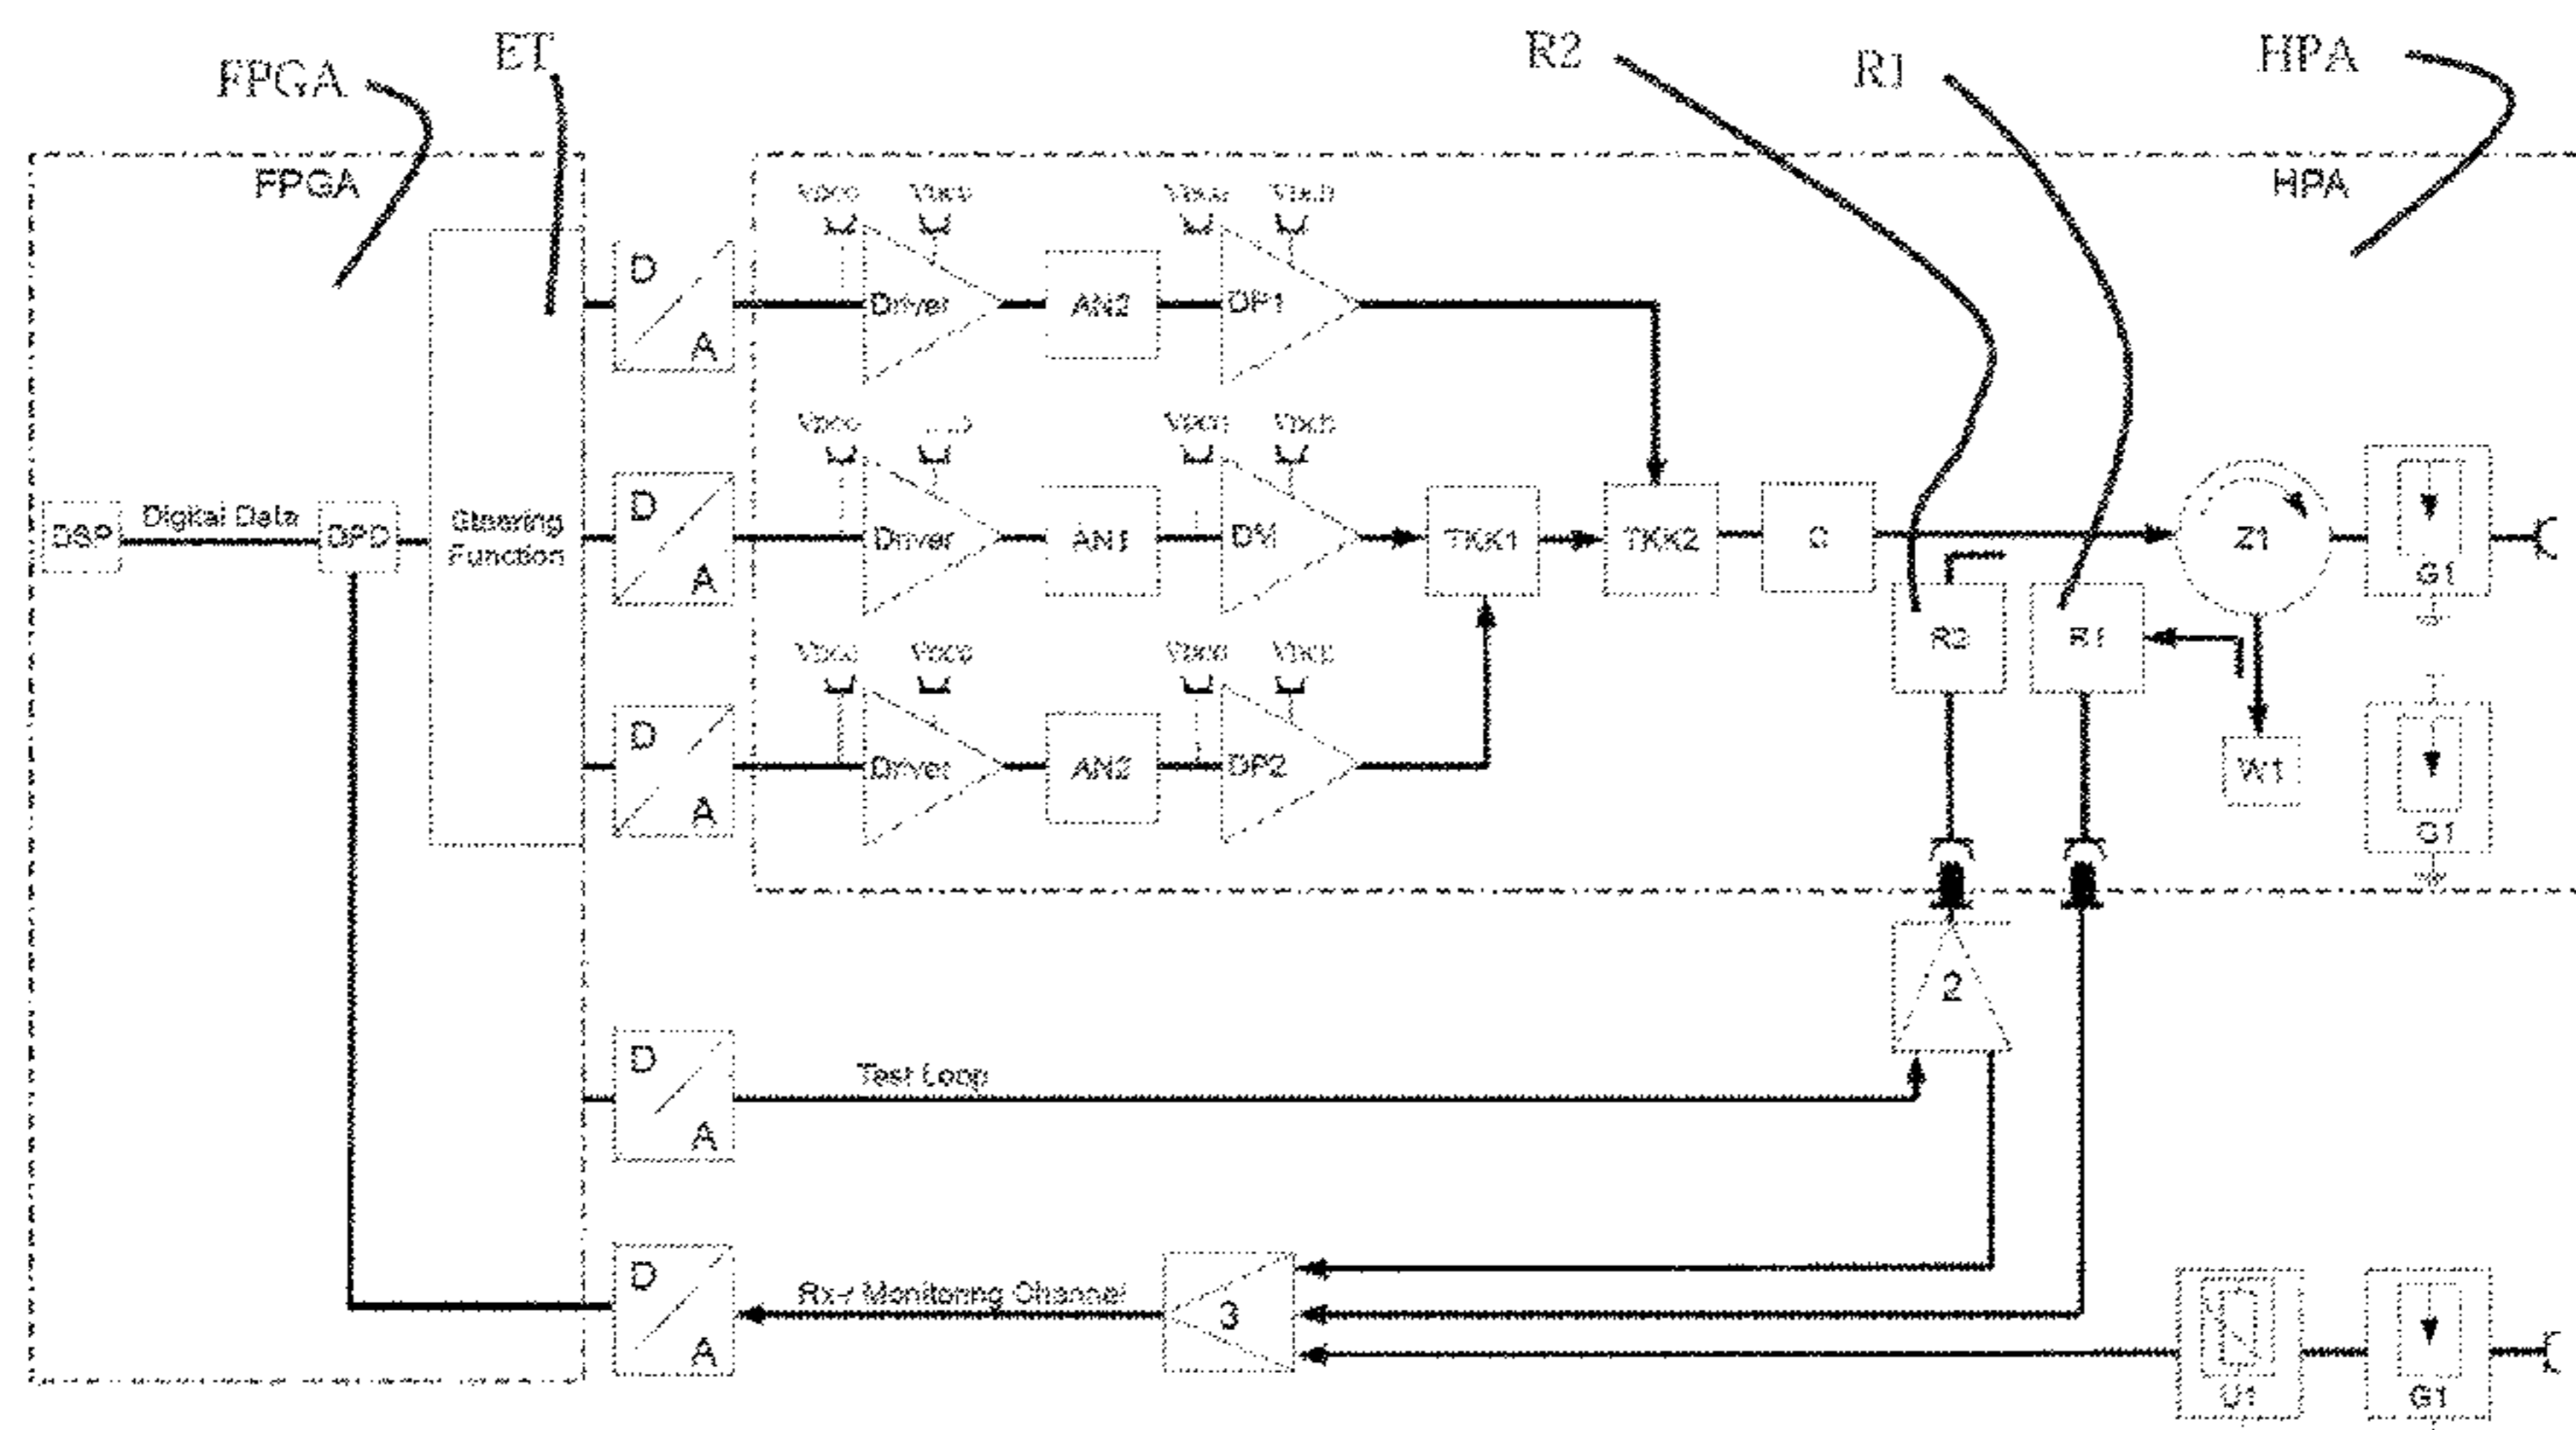 FPGA
ET
R2
R1
HPA
FPGA
HPA
D
A
Driver
AN2
DP1
DSP
Digital Data
DPD
Steering
Function
D
A
Driver
AN1
DM
TKK1
TKK2
C
Z1
G1
R2
R1
D
A
Driver
AN2
DP2
W1
G1
2
D
A
Test Loop
D
A
Rx-r Monitoring Channel
3
U1
G1